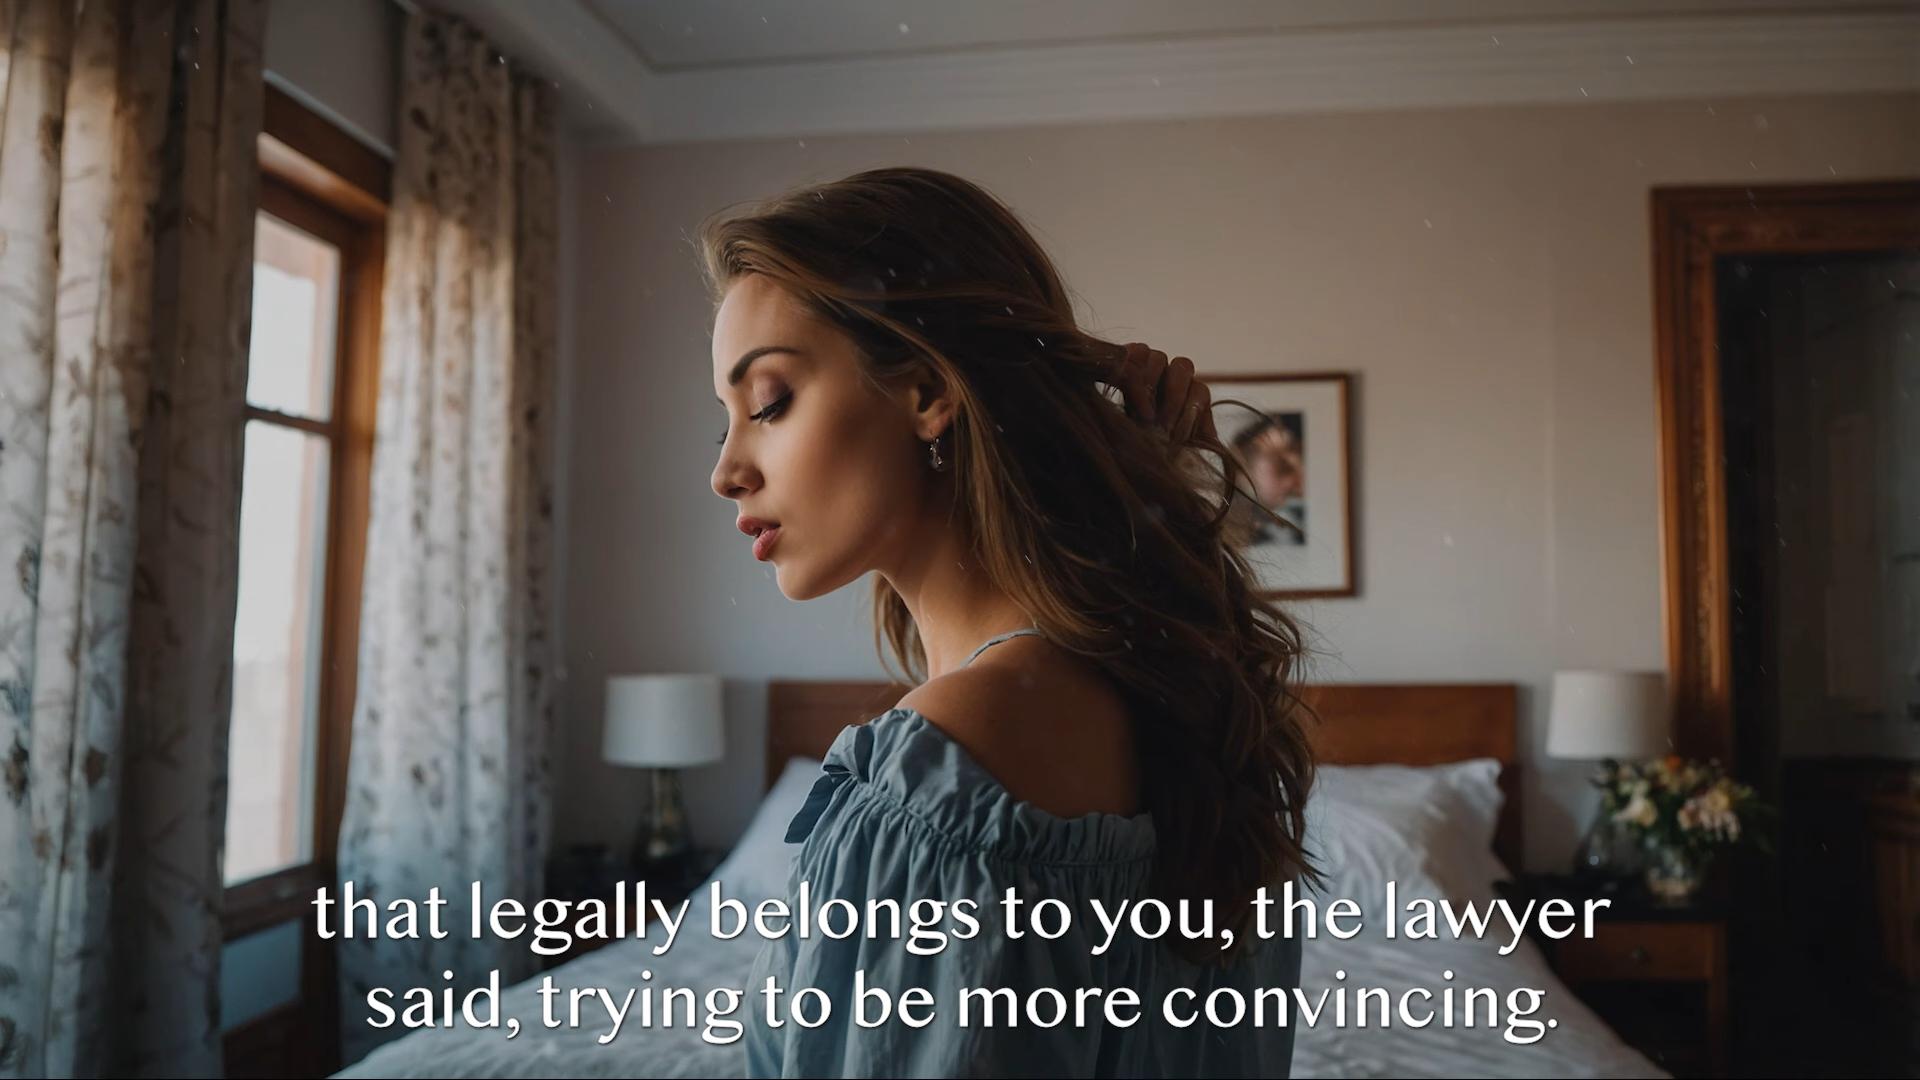 that legally belongs to you, the lawyer
said, trying to be more convincing.